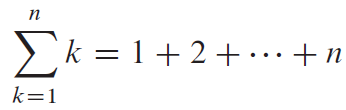 n
∑ k = 1 + 2 + ··· + n
k=1